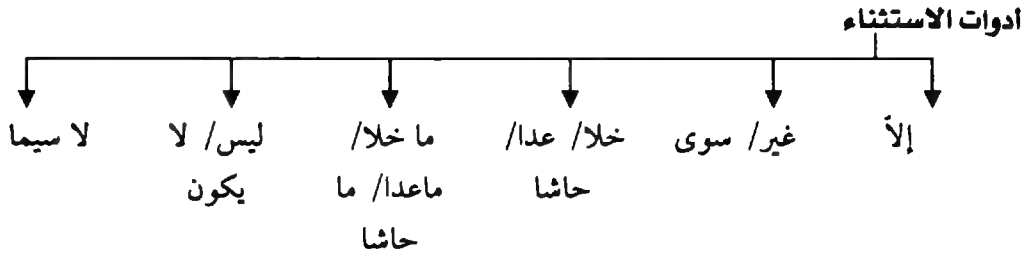 أدوات الاستثناء
إلاّ
غير/ سوى
خلا/ عدا/
حاشا
ما خلا/
ماعدا/ ما
حاشا
ليس/ لا
يكون
لا سيما